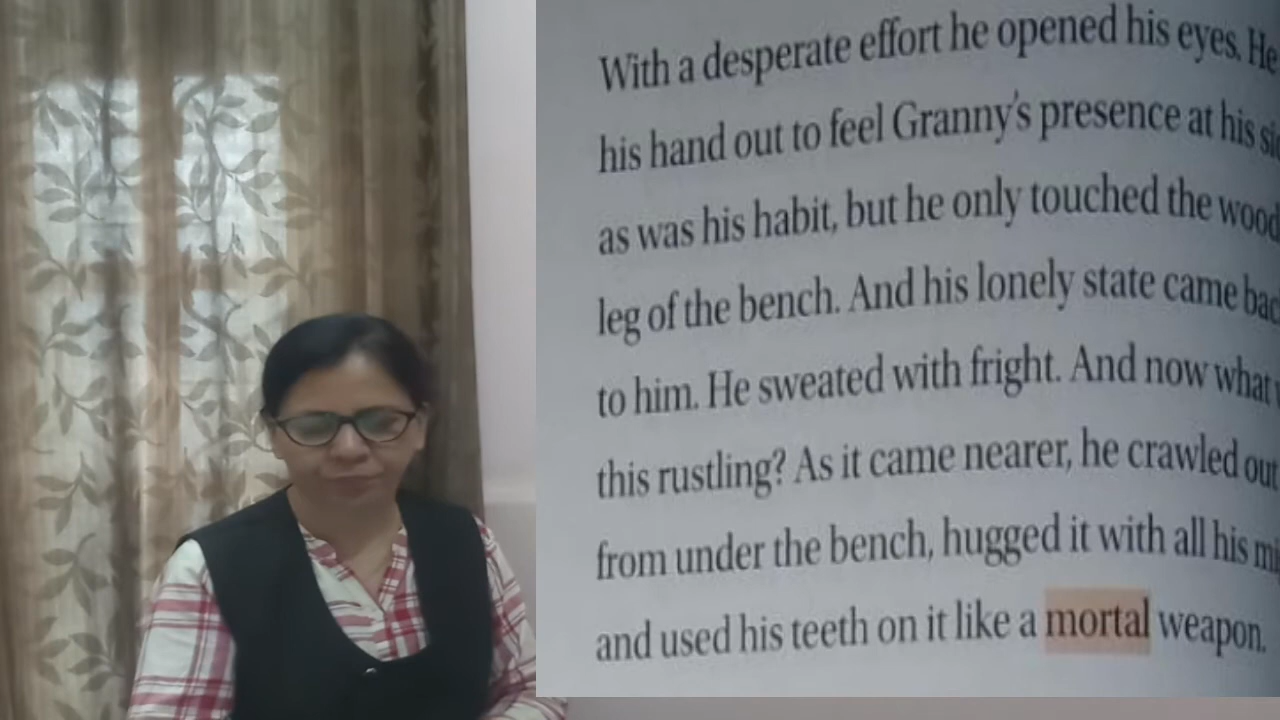 With a desperate effort he opened his eyes. He
his hand out to feel Granny's presence at his
as was his habit, but he only touched the
leg of the bench. And his lonely state came
to him. He sweated with fright. And now what
this rustling? As it came nearer, he crawled out
from under the bench, hugged it with all his
and used his teeth on it like a mortal weapon.